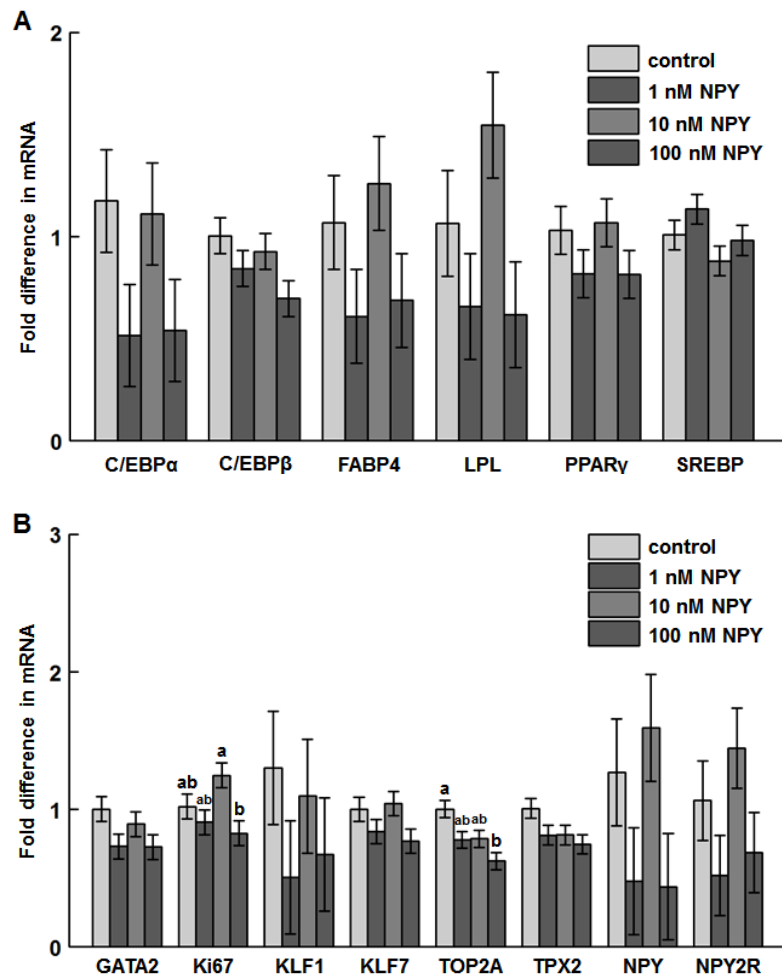 A
2
control
1 nM NPY
10 nM NPY
100 nM NPY
Fold difference in mRNA
1
0
C/EBPα C/EBPβ FABP4 LPL PPARγ SREBP
B
3
control
1 nM NPY
10 nM NPY
100 nM NPY
Fold difference in mRNA
2
1
ab ab a b a ab ab b
0
GATA2 Ki67 KLF1 KLF7 TOP2A TPX2 NPY NPY2R